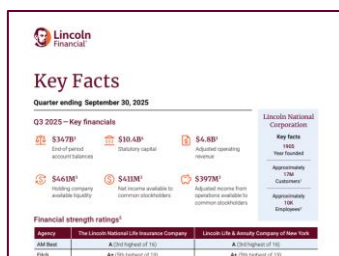 Lincoln
Financial®
Key Facts
Quarter ending September 30, 2025
Q3 2025—Key financials
$347B¹
End-of-period
account balances
$10.4B²
Statutory capital
$4.8B³
Adjusted operating
revenue
$461M
Holding company
available liquidity
$411M
Net income available to
common stockholders
$397M
Adjusted income from
operations available to
common stockholders
Lincoln National
Corporation
Key facts
1905
Year founded
Approximately
17M
Customers
Approximately
10K
Employees
Financial strength ratings
Agency The Lincoln National Life Insurance Company Lincoln Life & Annuity Company of New York
AM Best A (3rd highest of 16) A (3rd highest of 16)